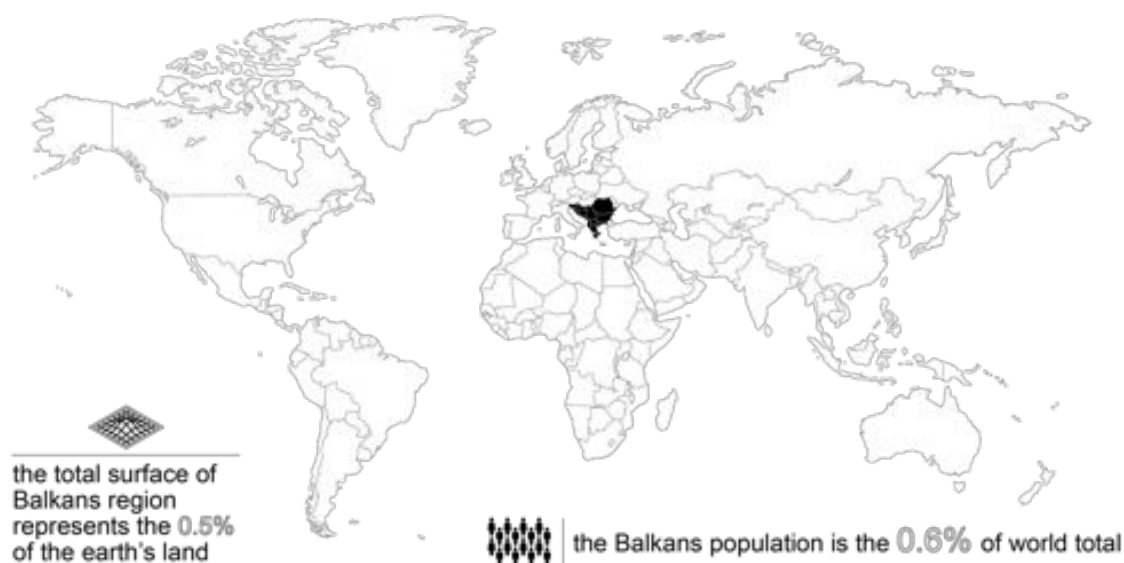 the total surface of
Balkans region
represents the 0.5%
of the earth's land
the Balkans population is the 0.6% of world total